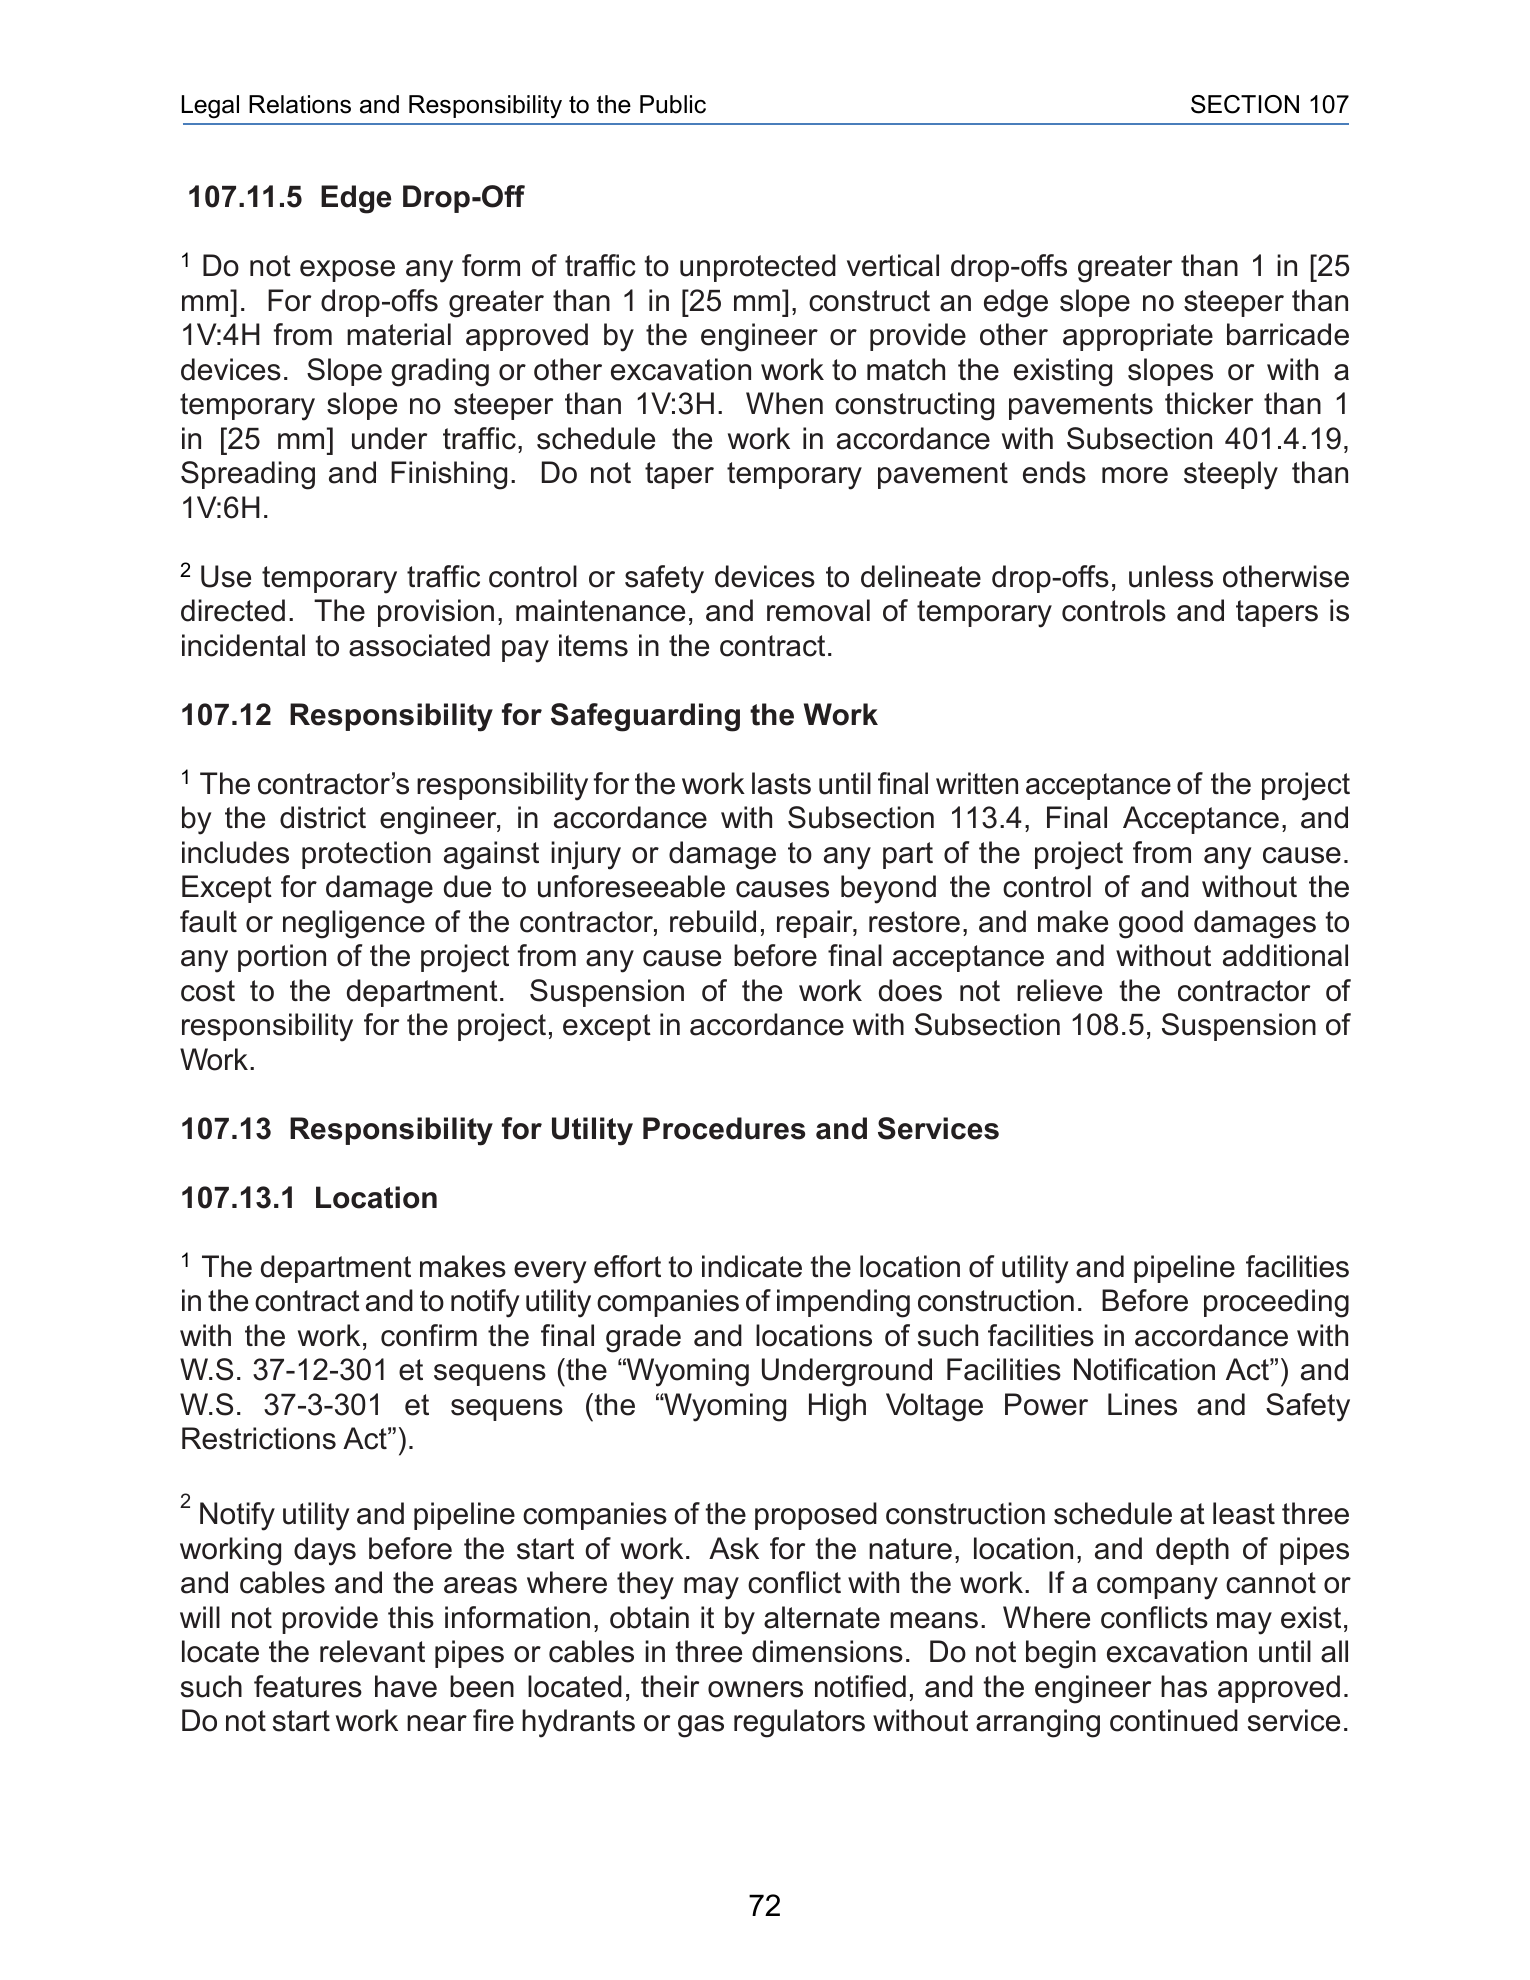 Legal Relations and Responsibility to the Public SECTION 107
107.11.5 Edge Drop-Off
1 Do not expose any form of traffic to unprotected vertical drop-offs greater than 1 in [25
mm]. For drop-offs greater than 1 in [25 mm], construct an edge slope no steeper than
1V:4H from material approved by the engineer or provide other appropriate barricade
devices. Slope grading or other excavation work to match the existing slopes or with a
temporary slope no steeper than 1V:3H. When constructing pavements thicker than 1
in [25 mm] under traffic, schedule the work in accordance with Subsection 401.4.19,
Spreading and Finishing. Do not taper temporary pavement ends more steeply than
1V:6H.
2 Use temporary traffic control or safety devices to delineate drop-offs, unless otherwise
directed. The provision, maintenance, and removal of temporary controls and tapers is
incidental to associated pay items in the contract.
107.12 Responsibility for Safeguarding the Work
1 The contractor’s responsibility for the work lasts until final written acceptance of the project
by the district engineer, in accordance with Subsection 113.4, Final Acceptance, and
includes protection against injury or damage to any part of the project from any cause.
Except for damage due to unforeseeable causes beyond the control of and without the
fault or negligence of the contractor, rebuild, repair, restore, and make good damages to
any portion of the project from any cause before final acceptance and without additional
cost to the department. Suspension of the work does not relieve the contractor of
responsibility for the project, except in accordance with Subsection 108.5, Suspension of
Work.
107.13 Responsibility for Utility Procedures and Services
107.13.1 Location
1 The department makes every effort to indicate the location of utility and pipeline facilities
in the contract and to notify utility companies of impending construction. Before proceeding
with the work, confirm the final grade and locations of such facilities in accordance with
W.S. 37-12-301 et sequens (the “Wyoming Underground Facilities Notification Act”) and
W.S. 37-3-301 et sequens (the “Wyoming High Voltage Power Lines and Safety
Restrictions Act”).
2 Notify utility and pipeline companies of the proposed construction schedule at least three
working days before the start of work. Ask for the nature, location, and depth of pipes
and cables and the areas where they may conflict with the work. If a company cannot or
will not provide this information, obtain it by alternate means. Where conflicts may exist,
locate the relevant pipes or cables in three dimensions. Do not begin excavation until all
such features have been located, their owners notified, and the engineer has approved.
Do not start work near fire hydrants or gas regulators without arranging continued service.
72